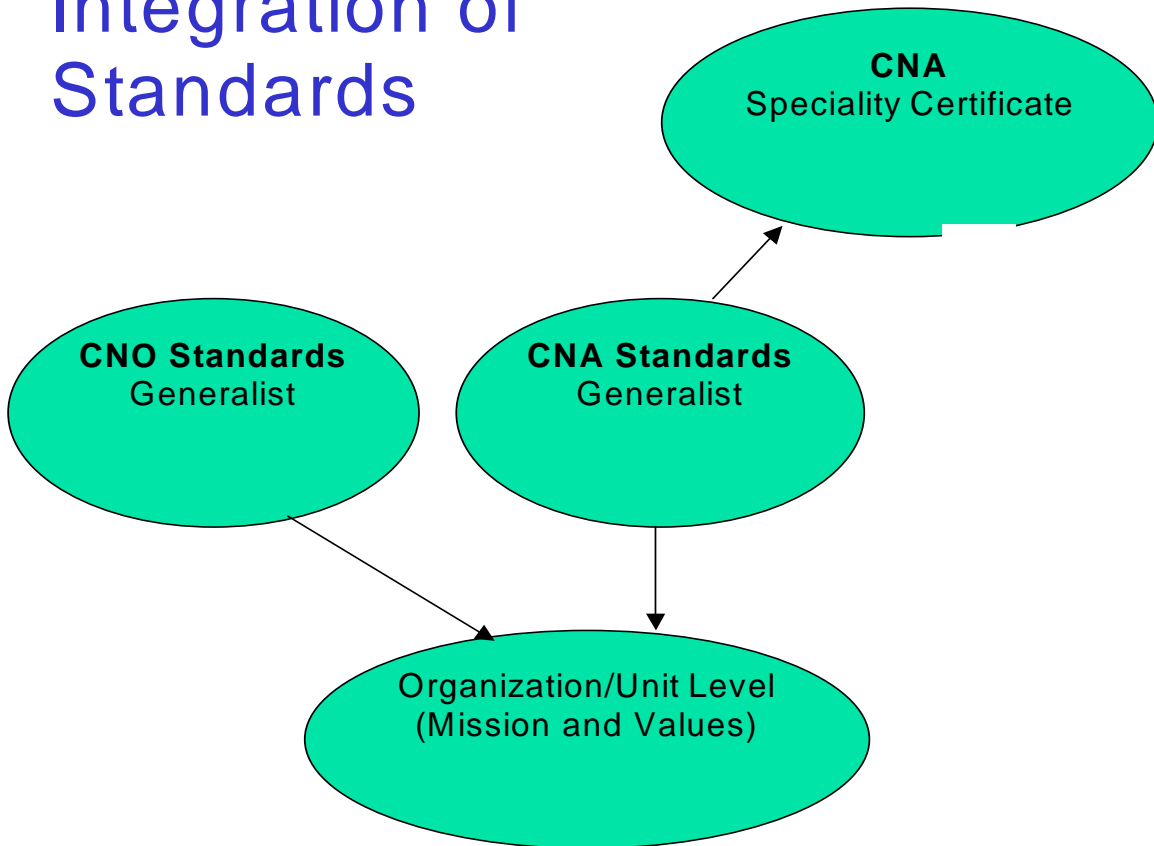 Integration of
Standards
CNA
Speciality Certificate
CNO Standards
Generalist
CNA Standards
Generalist
Organization/Unit Level
(Mission and Values)